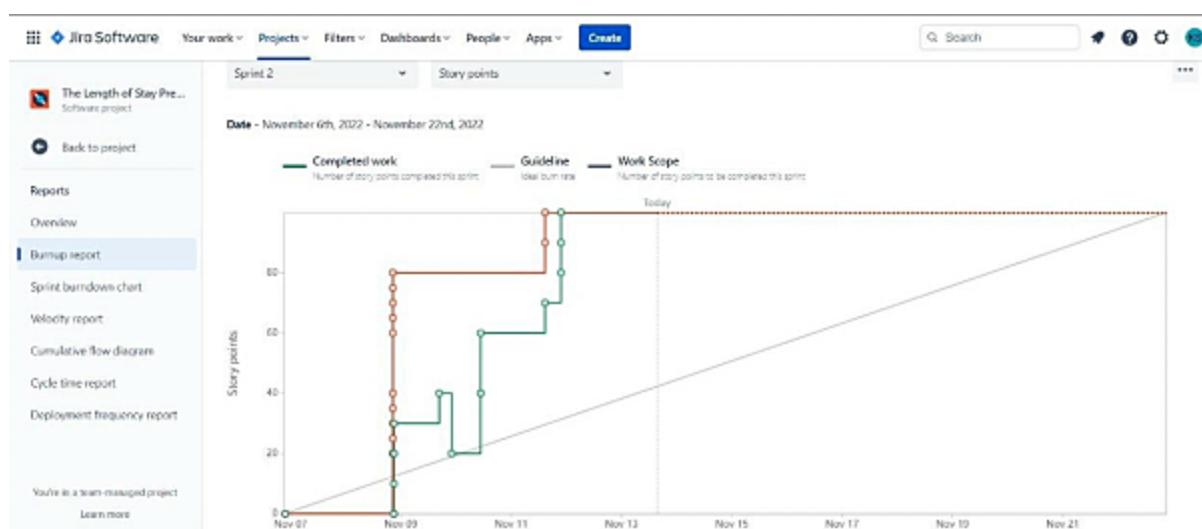 Jira Software Your work Projects Filters Dashboards People Apps Create Search
The Length of Stay Pre...
Software project
Back to project
Reports
Overview
Burnup report
Sprint burndown chart
Velocity report
Cumulative flow diagram
Cycle time report
Deployment frequency report
You're in a team-managed project
Learn more
Sprint 2 Story points
Date - November 6th, 2022 - November 22nd, 2022
Completed work Guideline Work Scope
Number of story points completed this sprint Ideal burn rate Number of story points to be completed this sprint
Today
80
60
40
20
0
Story points
Nov 07 Nov 09 Nov 11 Nov 13 Nov 15 Nov 17 Nov 19 Nov 21